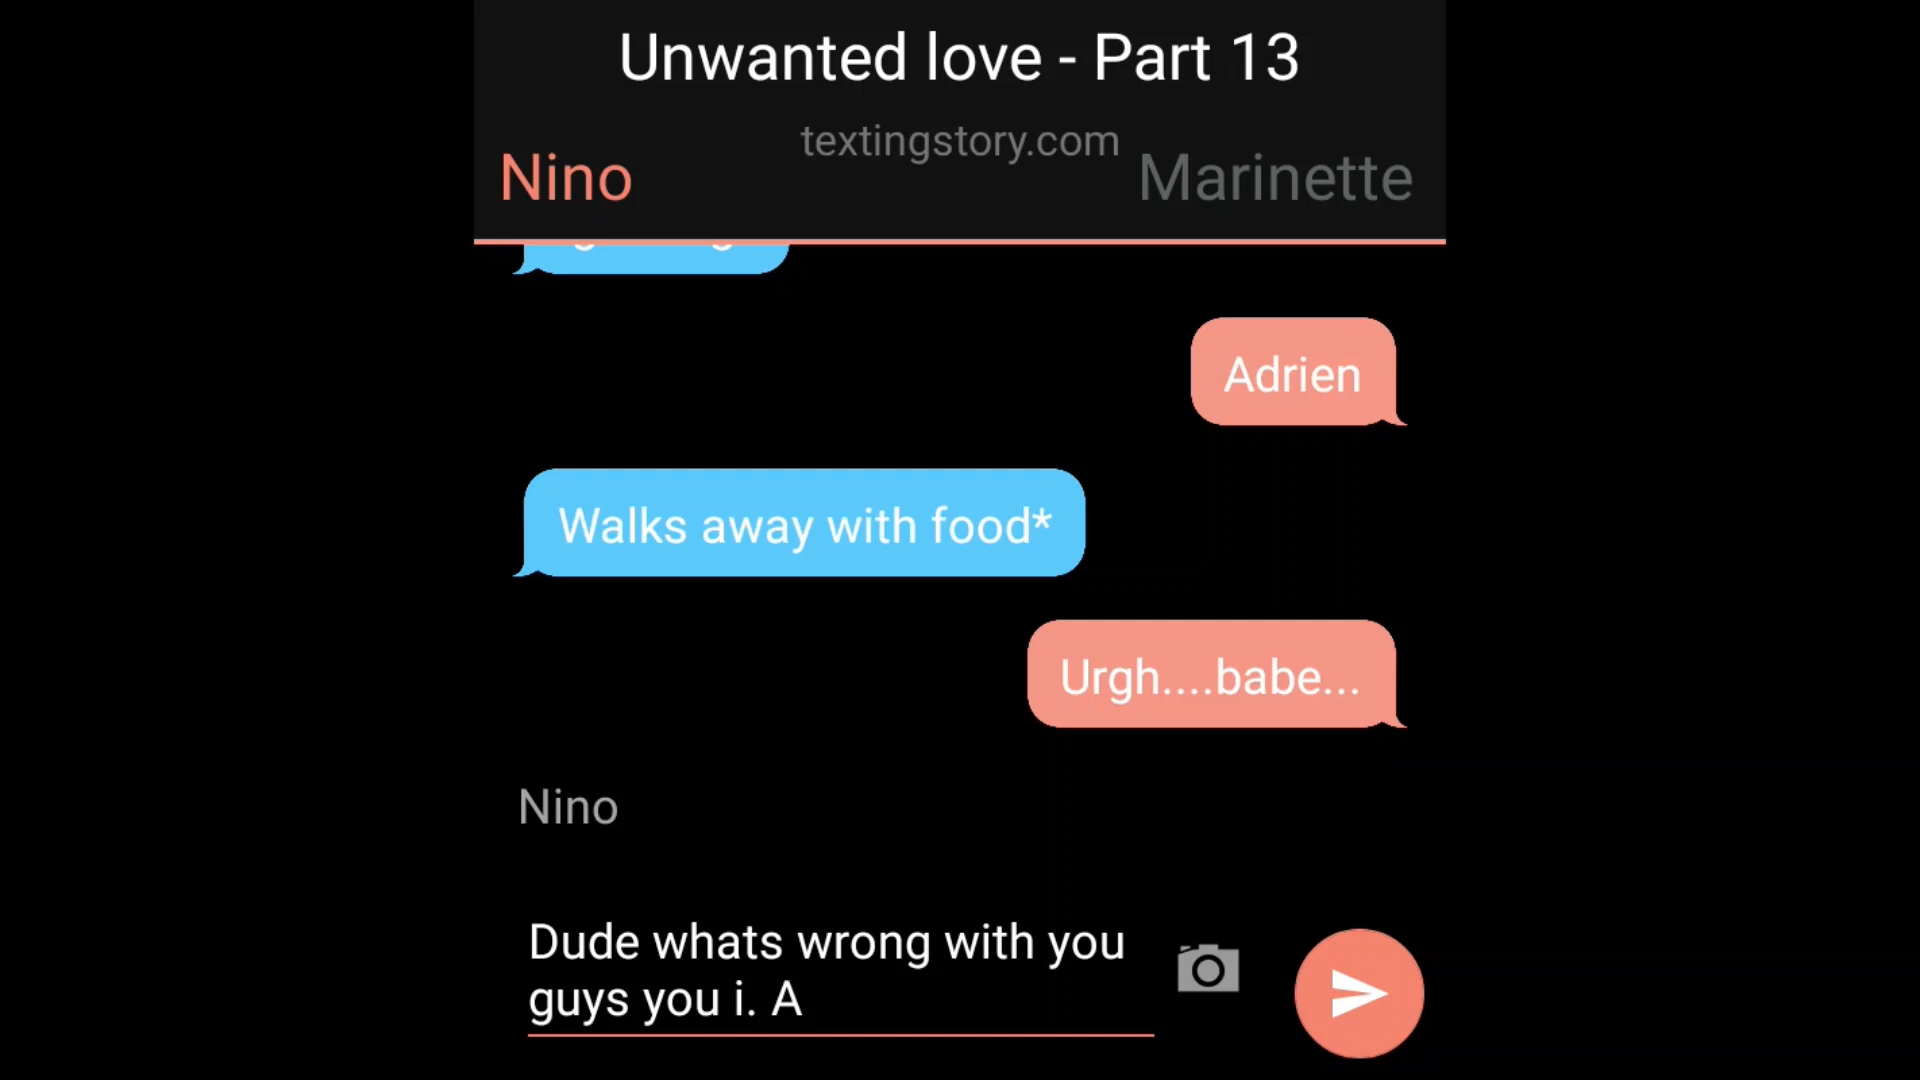 Unwanted love - Part 13
textingstory.com
Nino
Marinette
Adrien
Walks away with food*
Urgh....babe...
Nino
Dude whats wrong with you
guys you i. A